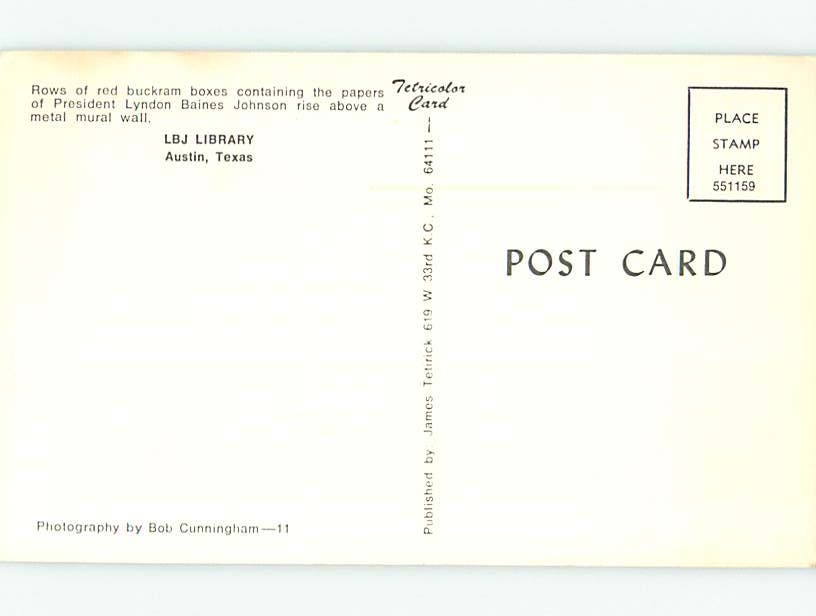 Rows of red buckram boxes containing the papers
of President Lyndon Baines Johnson rise above a
metal mural wall.
LBJ LIBRARY
Austin, Texas
Photography by Bob Cunningham—11
Tetricolor
Card
Published by James Tetirick 619 W 33rd K.C. Mo. 64111 —
PLACE
STAMP
HERE
551159
POST CARD